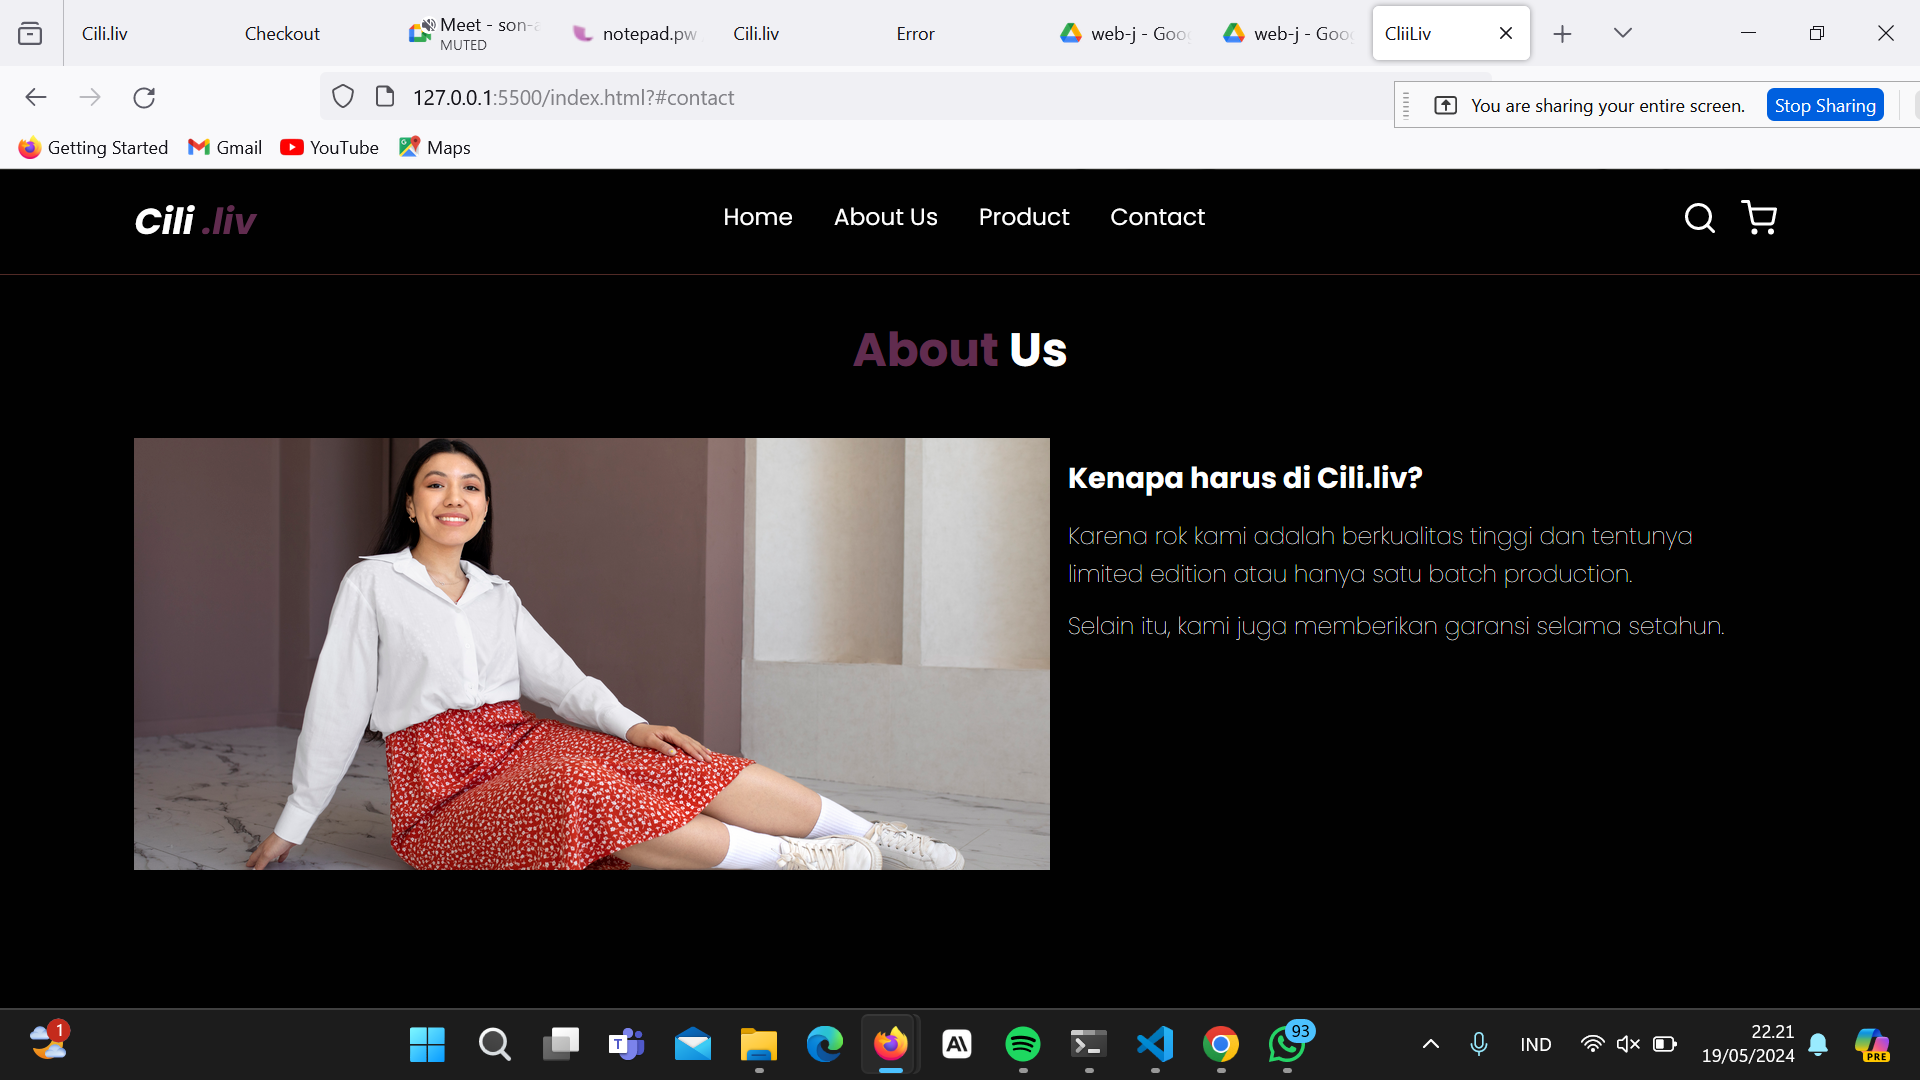 Cili.liv
Checkout
Meet - son-a
MUTED
notepad.pw
Cili.liv
Error
web-j - Goog
web-j - Goog
CliiLiv
127.0.0.1:5500/index.html?#contact
You are sharing your entire screen.
Stop Sharing
Getting Started
Gmail
YouTube
Maps
Cili .liv
Home
About Us
Product
Contact
About Us
Kenapa harus di Cili.liv?
Karena rok kami adalah berkualitas tinggi dan tentunya
limited edition atau hanya satu batch production.
Selain itu, kami juga memberikan garansi selama setahun.
1
93
IND
22.21
19/05/2024
PRE